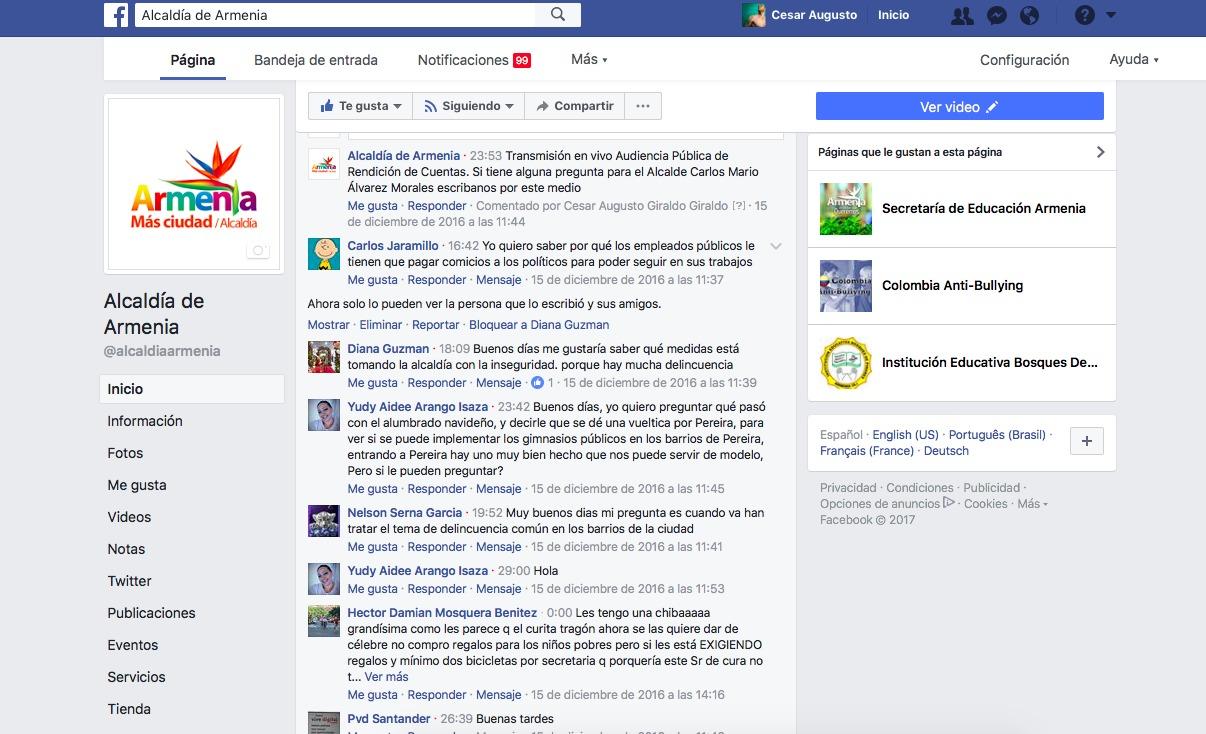 Alcaldía de Armenia
Cesar Augusto
Inicio
Página
Bandeja de entrada
Notificaciones 99
Más
Configuración
Ayuda
Te gusta
Siguiendo
Compartir
Ver video
Armenia
Más ciudad / Alcaldía
Alcaldía de
Armenia
@alcaldiaarmenia
Inicio
Información
Fotos
Me gusta
Videos
Notas
Twitter
Publicaciones
Eventos
Servicios
Tienda
Alcaldía de Armenia · 23:53 Transmisión en vivo Audiencia Pública de
Rendición de Cuentas. Si tiene alguna pregunta para el Alcalde Carlos Mario
Álvarez Morales escribanos por este medio
Me gusta · Responder · Comentado por Cesar Augusto Giraldo Giraldo [?] · 15
de diciembre de 2016 a las 11:44
Carlos Jaramillo · 16:42 Yo quiero saber por qué los empleados públicos le
tienen que pagar comicios a los políticos para poder seguir en sus trabajos
Me gusta · Responder · Mensaje · 15 de diciembre de 2016 a las 11:37
Ahora solo lo pueden ver la persona que lo escribió y sus amigos.
Mostrar · Eliminar · Reportar · Bloquear a Diana Guzman
Diana Guzman · 18:09 Buenos días me gustaría saber qué medidas está
tomando la alcaldía con la inseguridad. porque hay mucha delincuencia
Me gusta · Responder · Mensaje · 1 · 15 de diciembre de 2016 a las 11:39
Yudy Aidee Arango Isaza · 23:42 Buenos días, yo quiero preguntar qué pasó
con el alumbrado navideño, y decirle que se dé una vueltica por Pereira, para
ver si se puede implementar los gimnasios públicos en los barrios de Pereira,
entrando a Pereira hay uno muy bien hecho que nos puede servir de modelo,
Pero si le pueden preguntar?
Me gusta · Responder · Mensaje · 15 de diciembre de 2016 a las 11:45
Nelson Serna Garcia · 19:52 Muy buenos dias mi pregunta es cuando va han
tratar el tema de delincuencia común en los barrios de la ciudad
Me gusta · Responder · Mensaje · 15 de diciembre de 2016 a las 11:41
Yudy Aidee Arango Isaza · 29:00 Hola
Me gusta · Responder · Mensaje · 15 de diciembre de 2016 a las 11:53
Hector Damian Mosquera Benitez · 0:00 Les tengo una chibaaaaa
grandísima como les parece q el curita tragón ahora se las quiere dar de
célebre no compro regalos para los niños pobres pero si les está EXIGIENDO
regalos y mínimo dos bicicletas por secretaria q porquería este Sr de cura no
t... Ver más
Me gusta · Responder · Mensaje · 15 de diciembre de 2016 a las 14:16
Pvd Santander · 26:39 Buenas tardes
Páginas que le gustan a esta página
Secretaría de Educación Armenia
Colombia Anti-Bullying
Institución Educativa Bosques De...
Español · English (US) · Português (Brasil) ·
Français (France) · Deutsch
Privacidad · Condiciones · Publicidad ·
Opciones de anuncios · Cookies · Más
Facebook © 2017